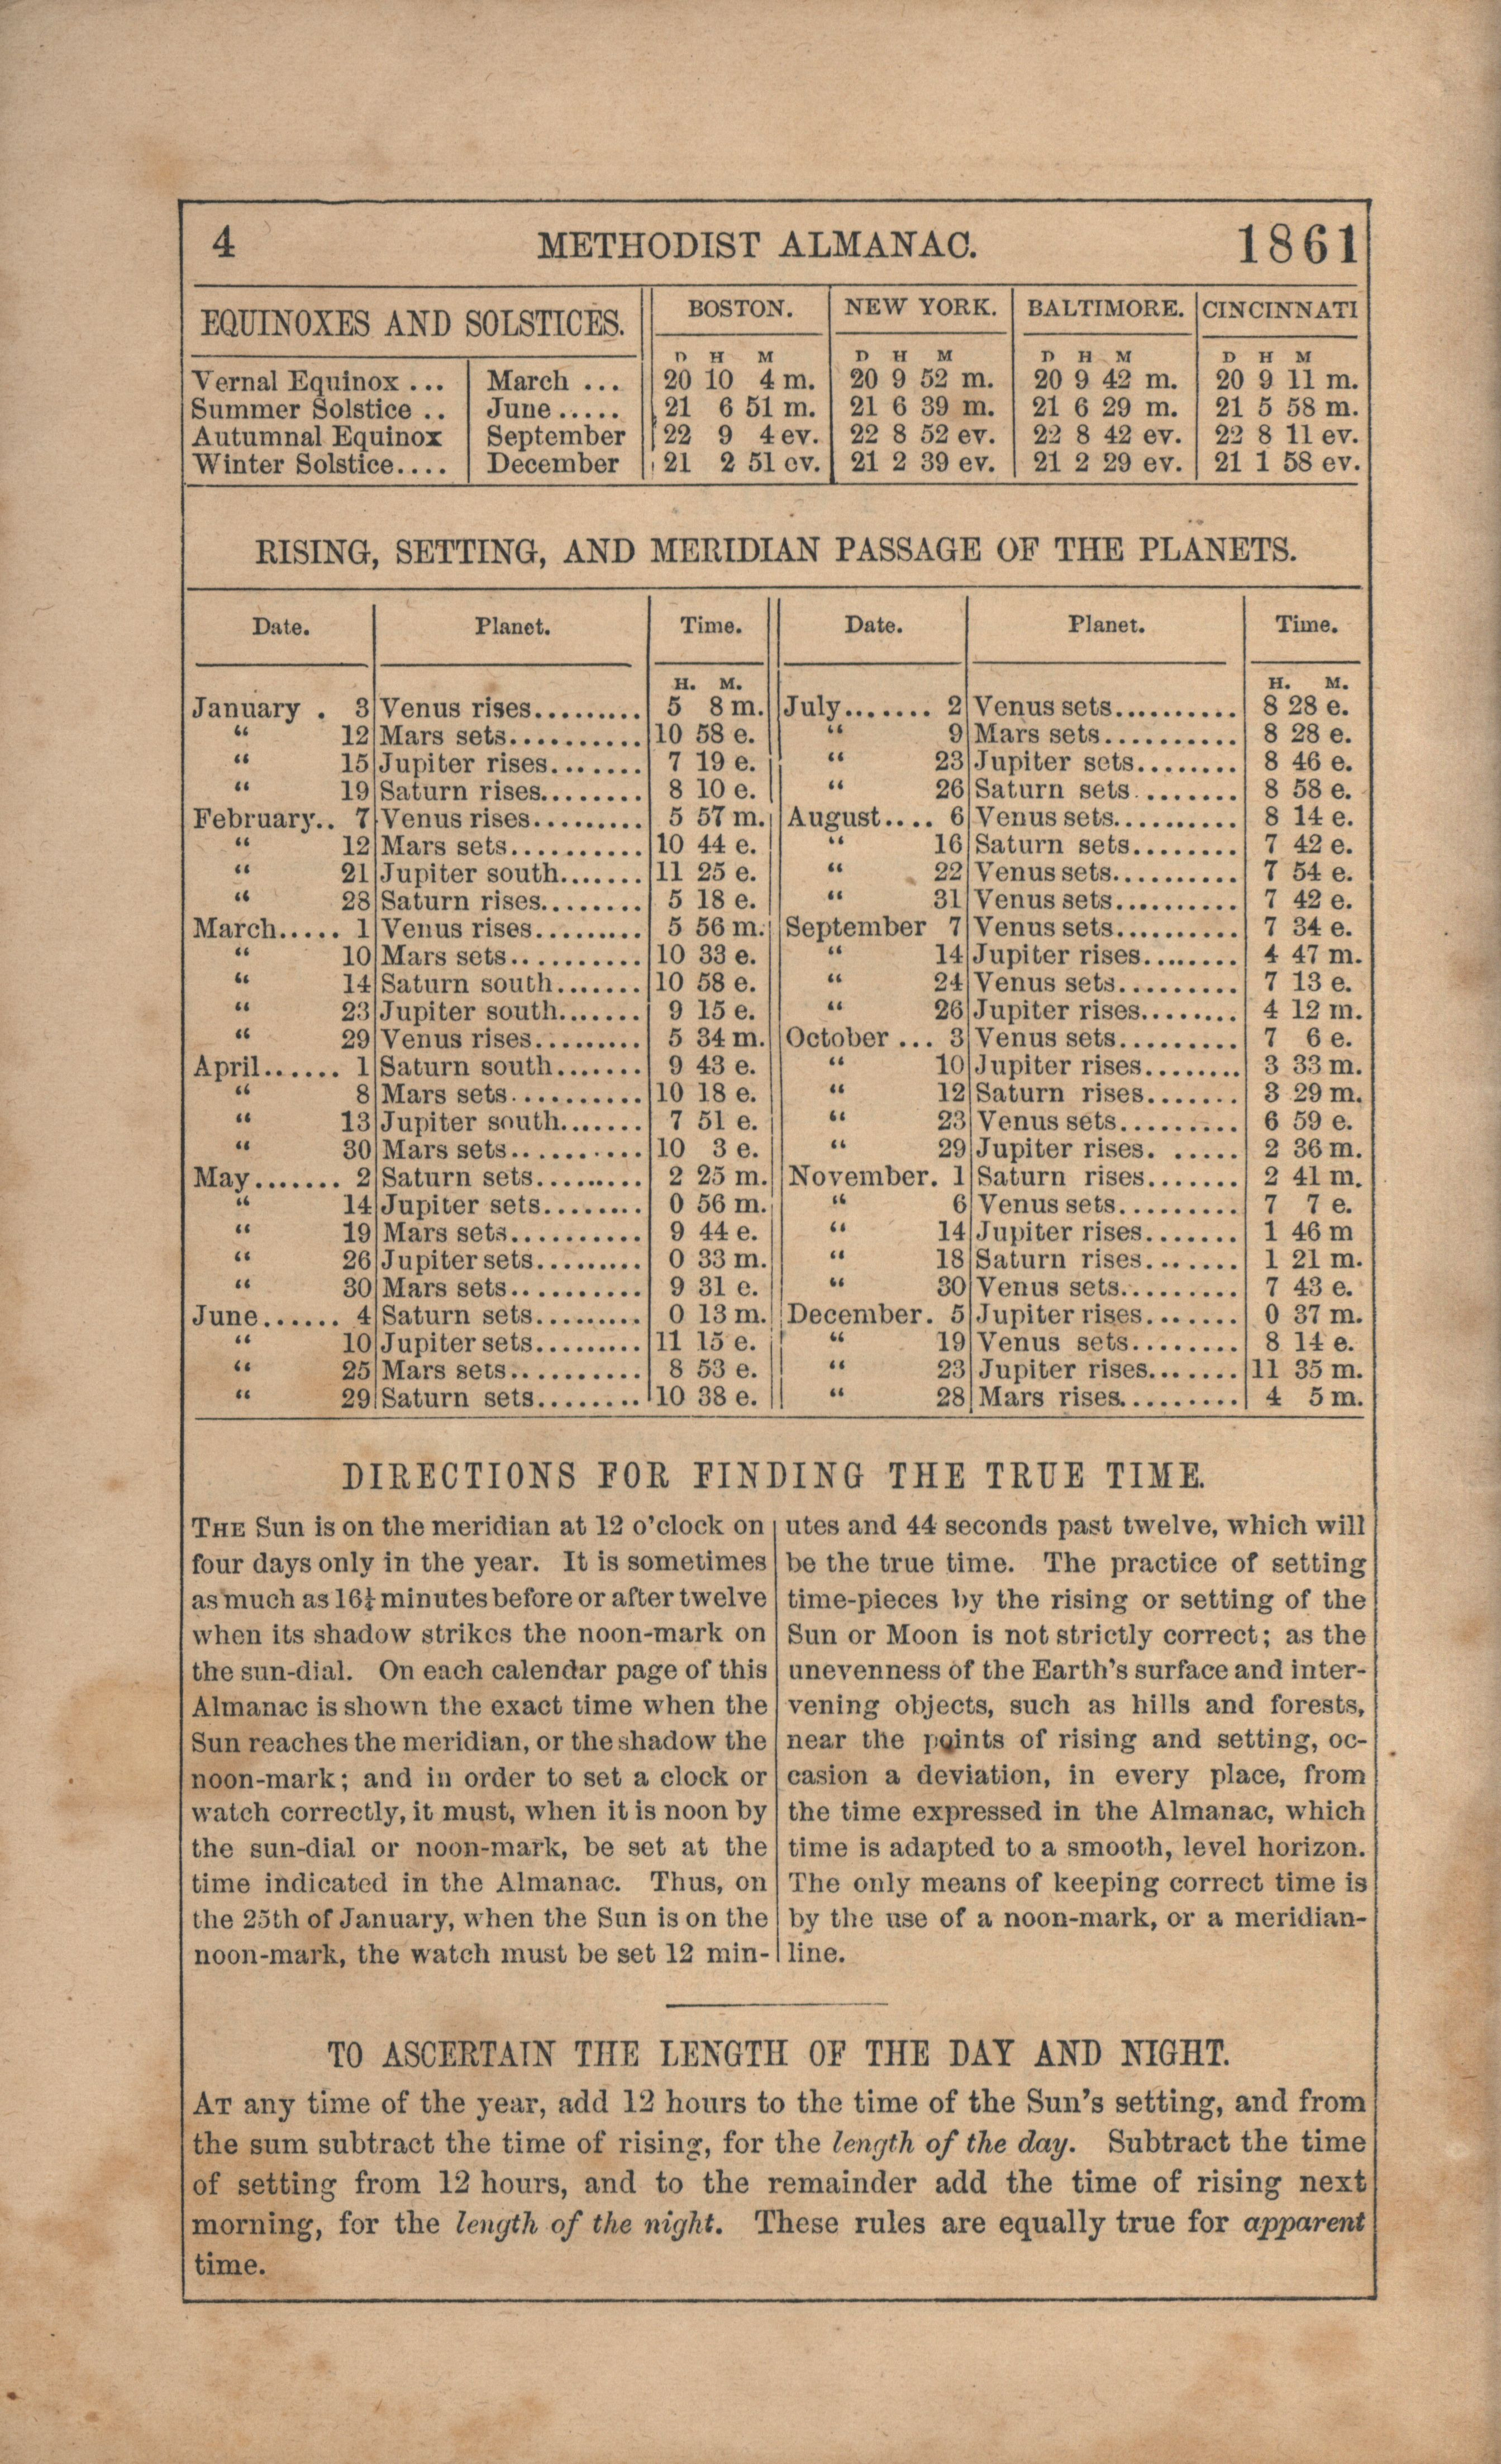 4 METHODIST ALMANAC. 1861
EQUINOXES AND SOLSTICES. BOSTON. NEW YORK. BALTIMORE. CINCINNATI
D H M D H M D H M D H M
Vernal Equinox ... March ... 20 10 4 m. 20 9 52 m. 20 9 42 m. 20 9 11 m.
Summer Solstice .. June ..... 21 6 51 m. 21 6 39 m. 21 6 29 m. 21 5 58 m.
Autumnal Equinox September 22 9 4 ev. 22 8 52 ev. 22 8 42 ev. 22 8 11 ev.
Winter Solstice.... December 21 2 51 ev. 21 2 39 ev. 21 2 29 ev. 21 1 58 ev.
RISING, SETTING, AND MERIDIAN PASSAGE OF THE PLANETS.
Date. Planet. Time. Date. Planet. Time.
H. M. H. M.
January . 3 Venus rises......... 5 8 m. July....... 2 Venus sets.......... 8 28 e.
“ 12 Mars sets.......... 10 58 e. “ 9 Mars sets.......... 8 28 e.
“ 15 Jupiter rises....... 7 19 e. “ 23 Jupiter sets........ 8 46 e.
“ 19 Saturn rises........ 8 10 e. “ 26 Saturn sets ........ 8 58 e.
February.. 7 Venus rises......... 5 57 m. August.... 6 Venus sets.......... 8 14 e.
“ 12 Mars sets.......... 10 44 e. “ 16 Saturn sets........ 7 42 e.
“ 21 Jupiter south....... 11 25 e. “ 22 Venus sets.......... 7 54 e.
“ 28 Saturn rises........ 5 18 e. “ 31 Venus sets.......... 7 42 e.
March..... 1 Venus rises......... 5 56 m. September 7 Venus sets.......... 7 34 e.
“ 10 Mars sets.......... 10 33 e. “ 14 Jupiter rises........ 4 47 m.
“ 14 Saturn south....... 10 58 e. “ 24 Venus sets......... 7 13 e.
“ 23 Jupiter south....... 9 15 e. “ 26 Jupiter rises........ 4 12 m.
“ 29 Venus rises......... 5 34 m. October ... 3 Venus sets......... 7 6 e.
April...... 1 Saturn south....... 9 43 e. “ 10 Jupiter rises........ 3 33 m.
“ 8 Mars sets.......... 10 18 e. “ 12 Saturn rises....... 3 29 m.
“ 13 Jupiter south....... 7 51 e. “ 23 Venus sets......... 6 59 e.
“ 30 Mars sets.......... 10 3 e. “ 29 Jupiter rises. ..... 2 36 m.
May....... 2 Saturn sets......... 2 25 m. November. 1 Saturn rises....... 2 41 m.
“ 14 Jupiter sets........ 0 56 m. “ 6 Venus sets......... 7 7 e.
“ 19 Mars sets.......... 9 44 e. “ 14 Jupiter rises....... 1 46 m
“ 26 Jupiter sets......... 0 33 m. “ 18 Saturn rises....... 1 21 m.
“ 30 Mars sets.......... 9 31 e. “ 30 Venus sets......... 7 43 e.
June...... 4 Saturn sets......... 0 13 m. December. 5 Jupiter rises....... 0 37 m.
“ 10 Jupiter sets......... 11 15 e. “ 19 Venus sets........ 8 14 e.
“ 25 Mars sets.......... 8 53 e. “ 23 Jupiter rises....... 11 35 m.
“ 29 Saturn sets........ 10 38 e. “ 28 Mars rises......... 4 5 m.
DIRECTIONS FOR FINDING THE TRUE TIME.
THE Sun is on the meridian at 12 o'clock on
four days only in the year. It is sometimes
as much as 16¼ minutes before or after twelve
when its shadow strikes the noon-mark on
the sun-dial. On each calendar page of this
Almanac is shown the exact time when the
Sun reaches the meridian, or the shadow the
noon-mark; and in order to set a clock or
watch correctly, it must, when it is noon by
the sun-dial or noon-mark, be set at the
time indicated in the Almanac. Thus, on
the 25th of January, when the Sun is on the
noon-mark, the watch must be set 12 min-
utes and 44 seconds past twelve, which will
be the true time. The practice of setting
time-pieces by the rising or setting of the
Sun or Moon is not strictly correct; as the
unevenness of the Earth's surface and inter-
vening objects, such as hills and forests,
near the points of rising and setting, oc-
casion a deviation, in every place, from
the time expressed in the Almanac, which
time is adapted to a smooth, level horizon.
The only means of keeping correct time is
by the use of a noon-mark, or a meridian-
line.
TO ASCERTAIN THE LENGTH OF THE DAY AND NIGHT.
AT any time of the year, add 12 hours to the time of the Sun's setting, and from
the sum subtract the time of rising, for the length of the day. Subtract the time
of setting from 12 hours, and to the remainder add the time of rising next
morning, for the length of the night. These rules are equally true for apparent
time.